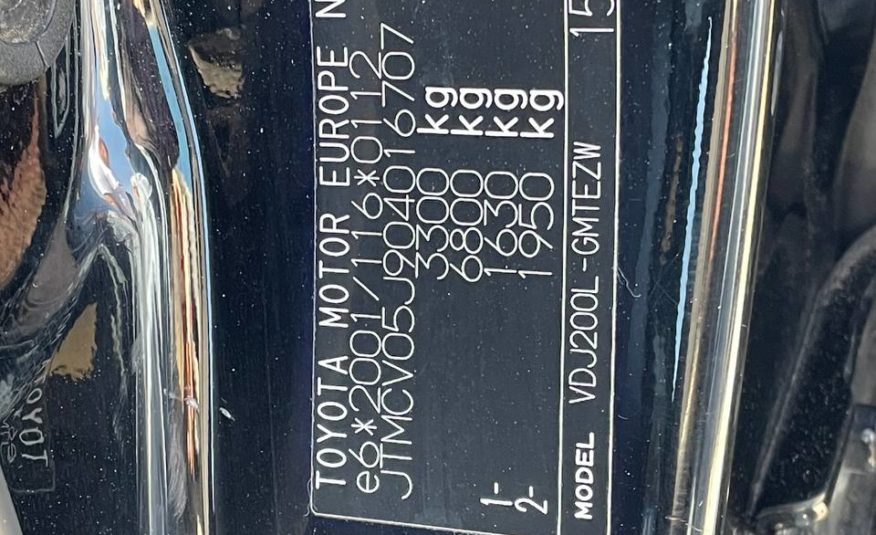 TOYOTA MOTOR EUROPE N
e6*2001/116*0112
JTMCV05J904016707
3300 kg
6800 kg
1- 1630 kg
2- 1950 kg
MODEL VDJ200L-GMTEZW 15